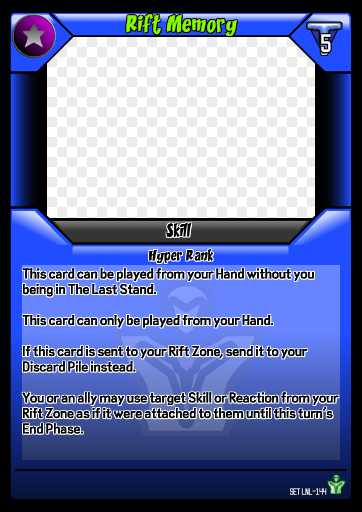 Rift Memory
5
Skill
Hyper Rank
This card can be played from your Hand without you
being in The Last Stand.
This card can only be played from your Hand.
If this card is sent to your Rift Zone, send it to your
Discard Pile instead.
You or an ally may use target Skill or Reaction from your
Rift Zone as if it were attached to them until this turn's
End Phase.
SET LNL-144